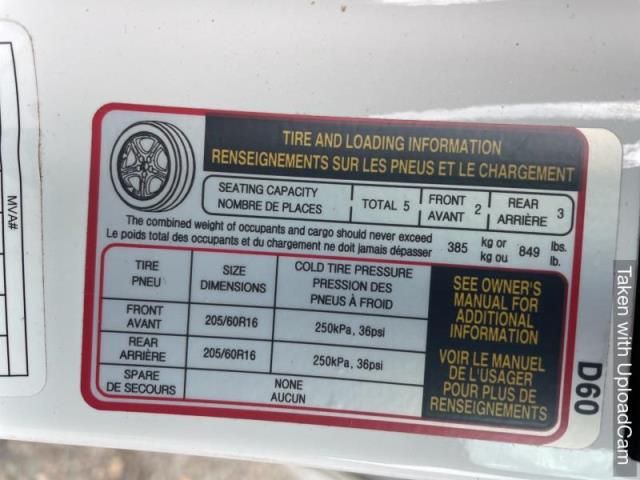 MVA#
TIRE AND LOADING INFORMATION
RENSEIGNEMENTS SUR LES PNEUS ET LE CHARGEMENT
SEATING CAPACITY
NOMBRE DE PLACES
TOTAL 5
FRONT
AVANT
2
REAR
ARRIÈRE
3
The combined weight of occupants and cargo should never exceed
Le poids total des occupants et du chargement ne doit jamais dépasser
385
kg or
kg ou
849
lbs.
lb.
TIRE
PNEU
SIZE
DIMENSIONS
COLD TIRE PRESSURE
PRESSION DES
PNEUS À FROID
FRONT
AVANT
205/60R16
250kPa, 36psi
REAR
ARRIÈRE
205/60R16
250kPa, 36psi
SPARE
DE SECOURS
NONE
AUCUN
SEE OWNER'S
MANUAL FOR
ADDITIONAL
INFORMATION
VOIR LE MANUEL
DE L'USAGER
POUR PLUS DE
RENSEIGNEMENTS
D60
Taken with UploadCam